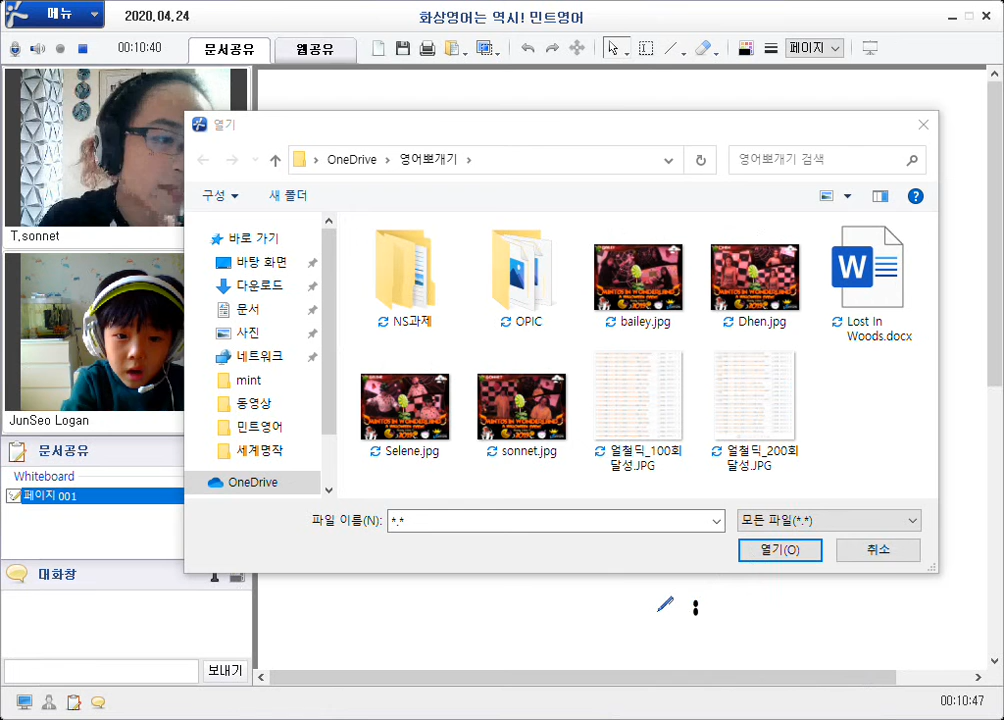 메뉴 2020.04.24 화상영어는 역시! 민트영어
00:10:40 문서공유 웹공유 페이지
T.sonnet
JunSeo Logan
문서공유
Whiteboard
페이지 001
대화창
보내기
열기
OneDrive 영어뽀개기 영어뽀개기 검색
구성 새 폴더
바로 가기
바탕 화면
다운로드
문서
사진
네트워크
mint
동영상
민트영어
세계명작
OneDrive
NS과제
OPIC
bailey.jpg
Dhen.jpg
Lost In
Woods.docx
Selene.jpg
sonnet.jpg
얼철딕_100회
달성.JPG
얼철딕_200회
달성.JPG
파일 이름(N): *.* 모든 파일(*.*)
열기(O) 취소
00:10:47